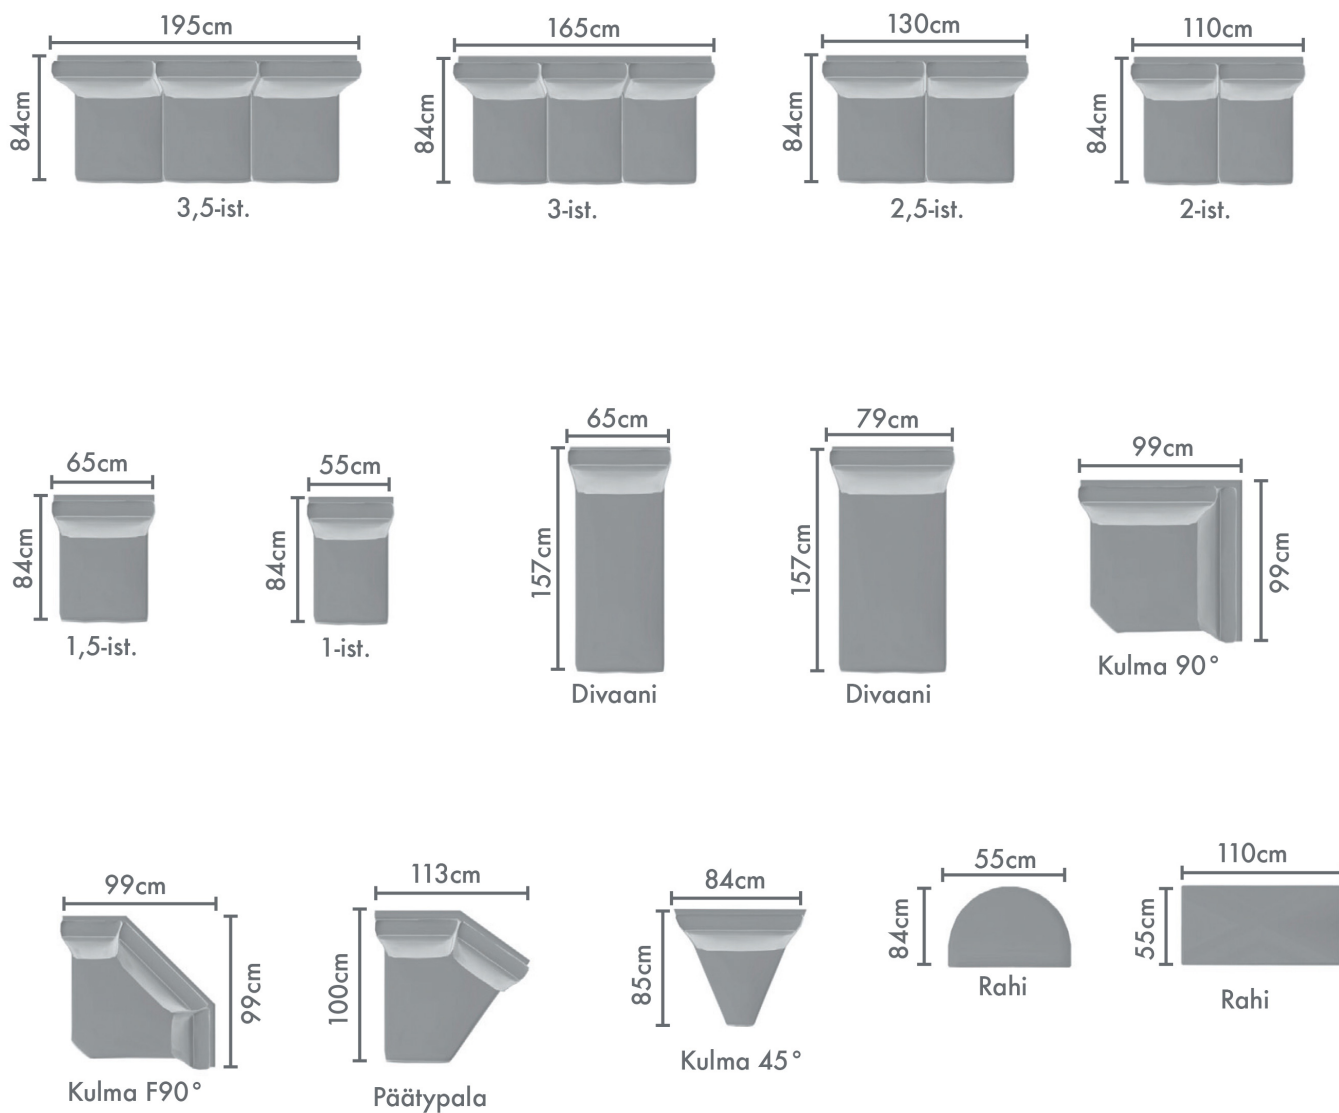 195cm
84cm
3,5-ist.
165cm
84cm
3-ist.
130cm
84cm
2,5-ist.
110cm
84cm
2-ist.
65cm
84cm
1,5-ist.
55cm
84cm
1-ist.
65cm
157cm
Divaani
79cm
157cm
Divaani
99cm
99cm
Kulma 90°
99cm
99cm
Kulma F90°
113cm
100cm
Päätypala
84cm
85cm
Kulma 45°
55cm
84cm
Rahi
110cm
55cm
Rahi